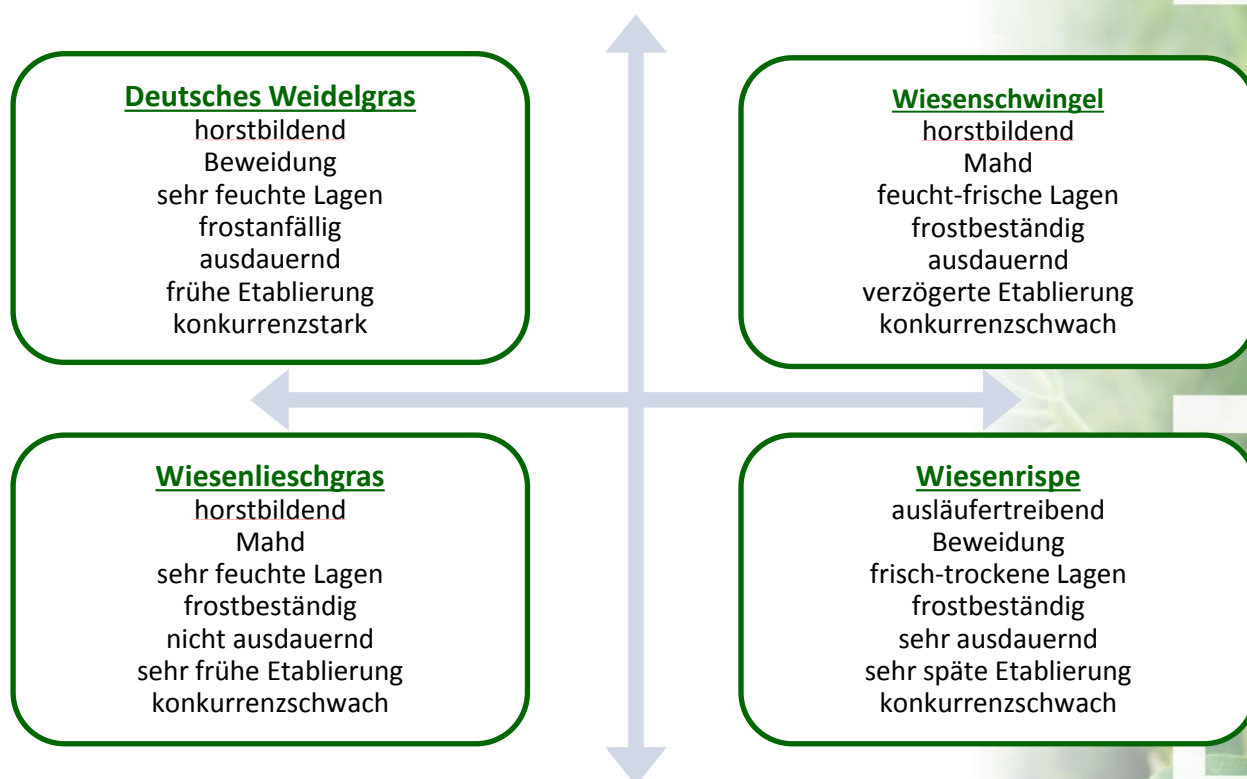 Deutsches Weidelgras
horstbildend
Beweidung
sehr feuchte Lagen
frostanfällig
ausdauernd
frühe Etablierung
konkurrenzstark
Wiesenschwingel
horstbildend
Mahd
feucht-frische Lagen
frostbeständig
ausdauernd
verzögerte Etablierung
konkurrenzschwach
Wiesenlieschgras
horstbildend
Mahd
sehr feuchte Lagen
frostbeständig
nicht ausdauernd
sehr frühe Etablierung
konkurrenzschwach
Wiesenrispe
ausläufertreibend
Beweidung
frisch-trockene Lagen
frostbeständig
sehr ausdauernd
sehr späte Etablierung
konkurrenzschwach